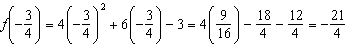 f(-3/4) = 4(-3/4)² + 6(-3/4) - 3 = 4(9/16) - 18/4 - 12/4 = -21/4